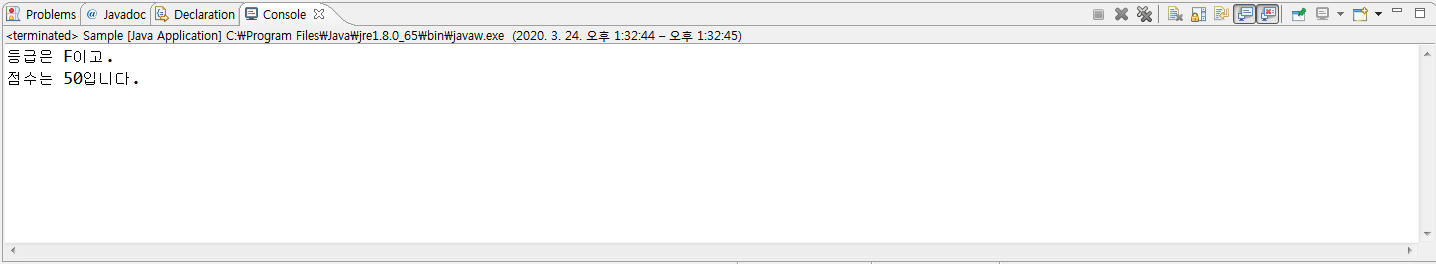 Problems @ Javadoc Declaration Console
<terminated> Sample [Java Application] C:₩Program Files₩Java₩jre1.8.0_65₩bin₩javaw.exe (2020. 3. 24. 오후 1:32:44 – 오후 1:32:45)
등급은 F이고.
점수는 50입니다.